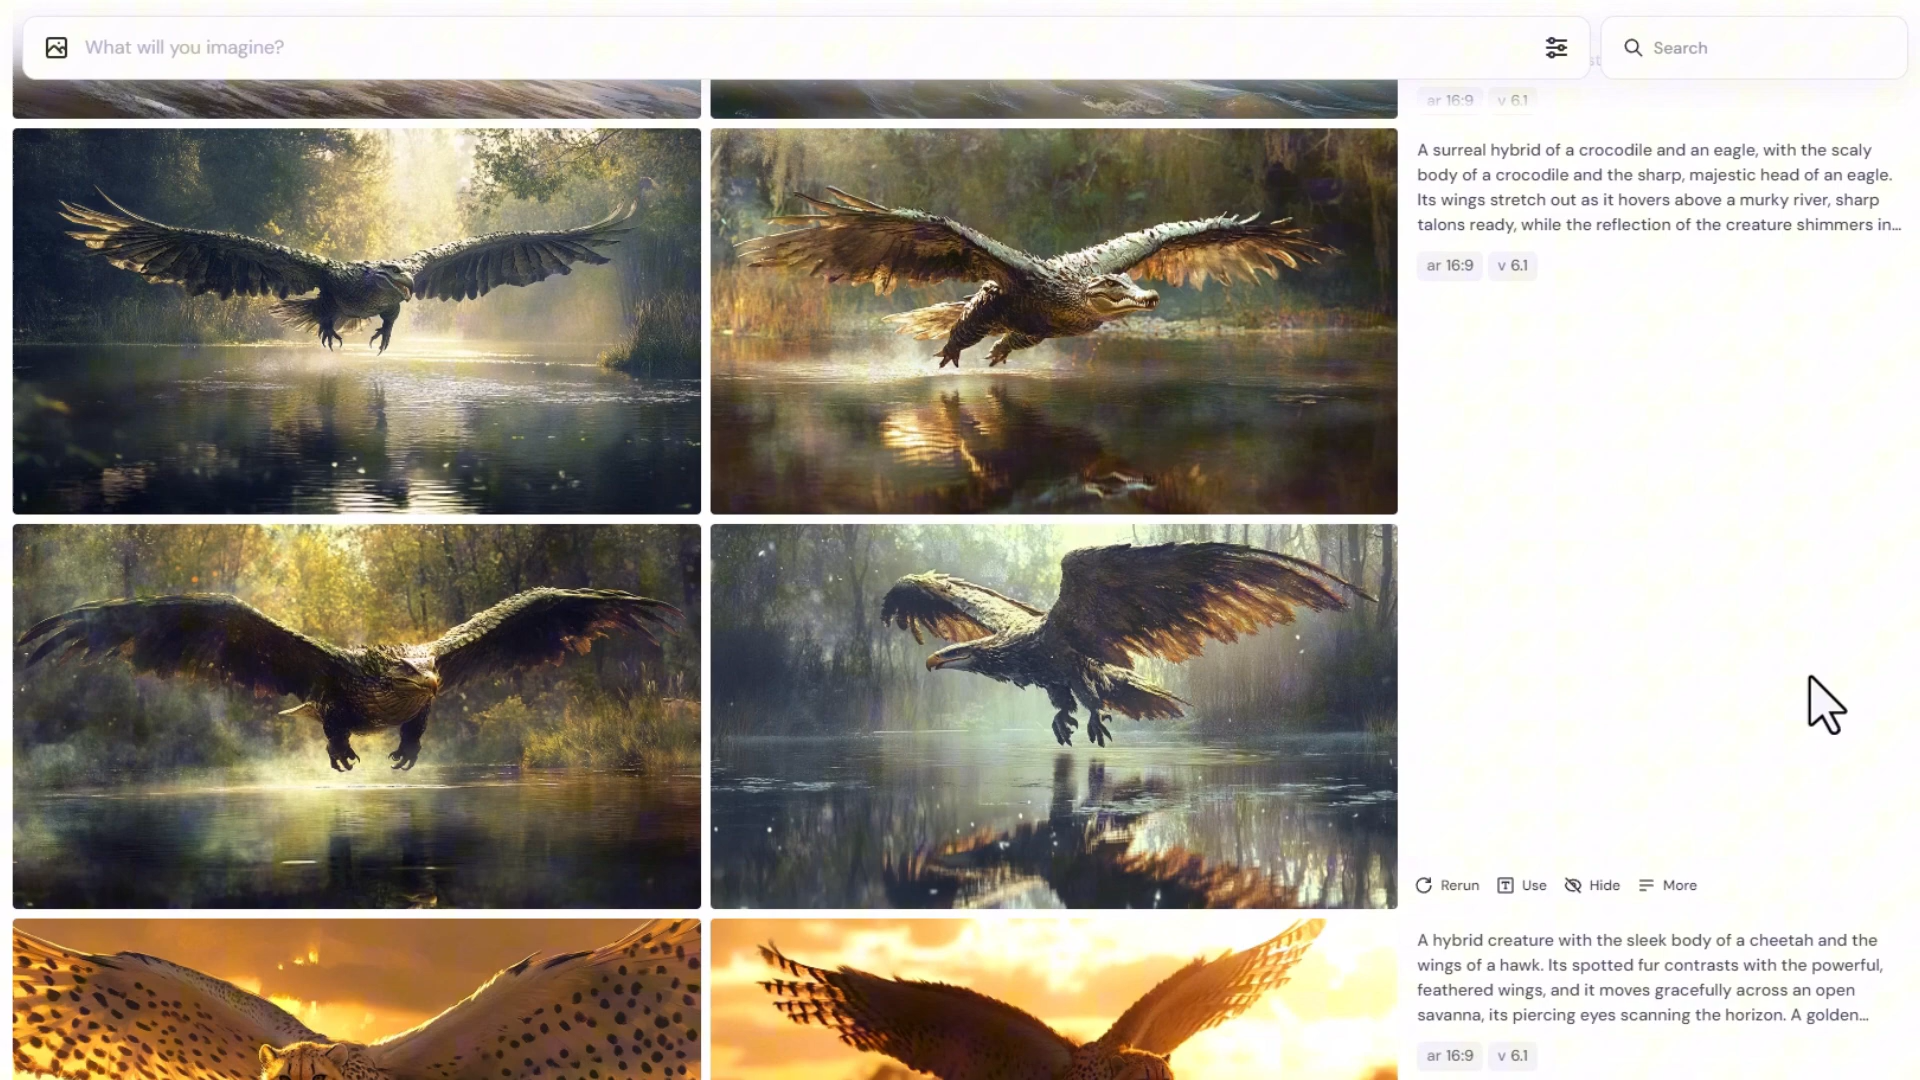 What will you imagine?
Search
ar 16:9 v 6.1
A surreal hybrid of a crocodile and an eagle, with the scaly
body of a crocodile and the sharp, majestic head of an eagle.
Its wings stretch out as it hovers above a murky river, sharp
talons ready, while the reflection of the creature shimmers in...
ar 16:9 v 6.1
Rerun Use Hide More
A hybrid creature with the sleek body of a cheetah and the
wings of a hawk. Its spotted fur contrasts with the powerful,
feathered wings, and it moves gracefully across an open
savanna, its piercing eyes scanning the horizon. A golden...
ar 16:9 v 6.1